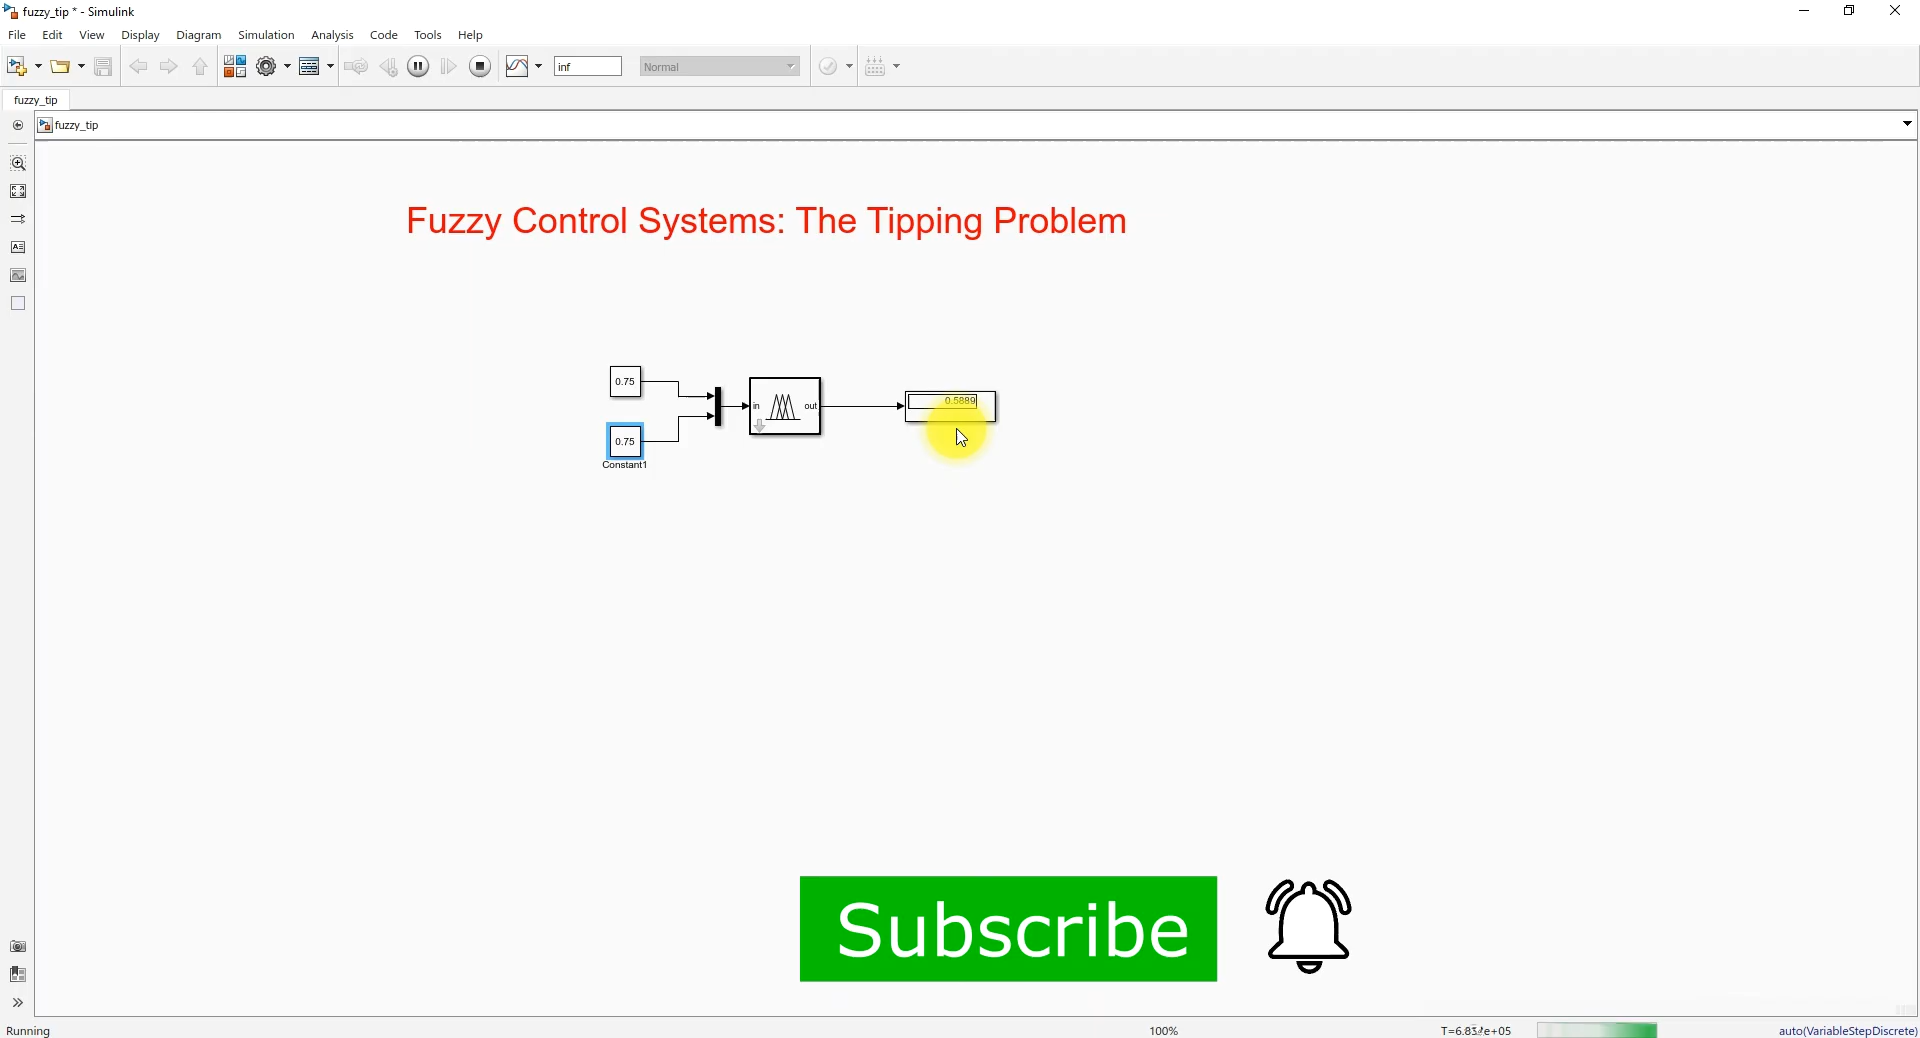 fuzzy_tip * - Simulink
File Edit View Display Diagram Simulation Analysis Code Tools Help
inf Normal
fuzzy_tip
fuzzy_tip
Fuzzy Control Systems: The Tipping Problem
0.75
in out
0.5889
0.75
Constant1
Subscribe
Running 100% auto(VariableStepDiscrete)